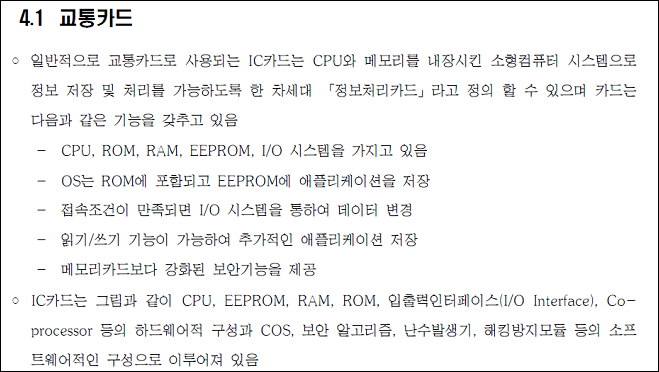 4.1 교통카드
○ 일반적으로 교통카드로 사용되는 IC카드는 CPU와 메모리를 내장시킨 소형컴퓨터 시스템으로
정보 저장 및 처리를 가능하도록 한 차세대 「정보처리카드」라고 정의 할 수 있으며 카드는
다음과 같은 기능을 갖추고 있음
- CPU, ROM, RAM, EEPROM, I/O 시스템을 가지고 있음
- OS는 ROM에 포함되고 EEPROM에 애플리케이션을 저장
- 접속조건이 만족되면 I/O 시스템을 통하여 데이터 변경
- 읽기/쓰기 기능이 가능하여 추가적인 애플리케이션 저장
- 메모리카드보다 강화된 보안기능을 제공
○ IC카드는 그림과 같이 CPU, EEPROM, RAM, ROM, 입출력인터페이스(I/O Interface), Co-
processor 등의 하드웨어적 구성과 COS, 보안 알고리즘, 난수발생기, 해킹방지모듈 등의 소프
트웨어적인 구성으로 이루어져 있음